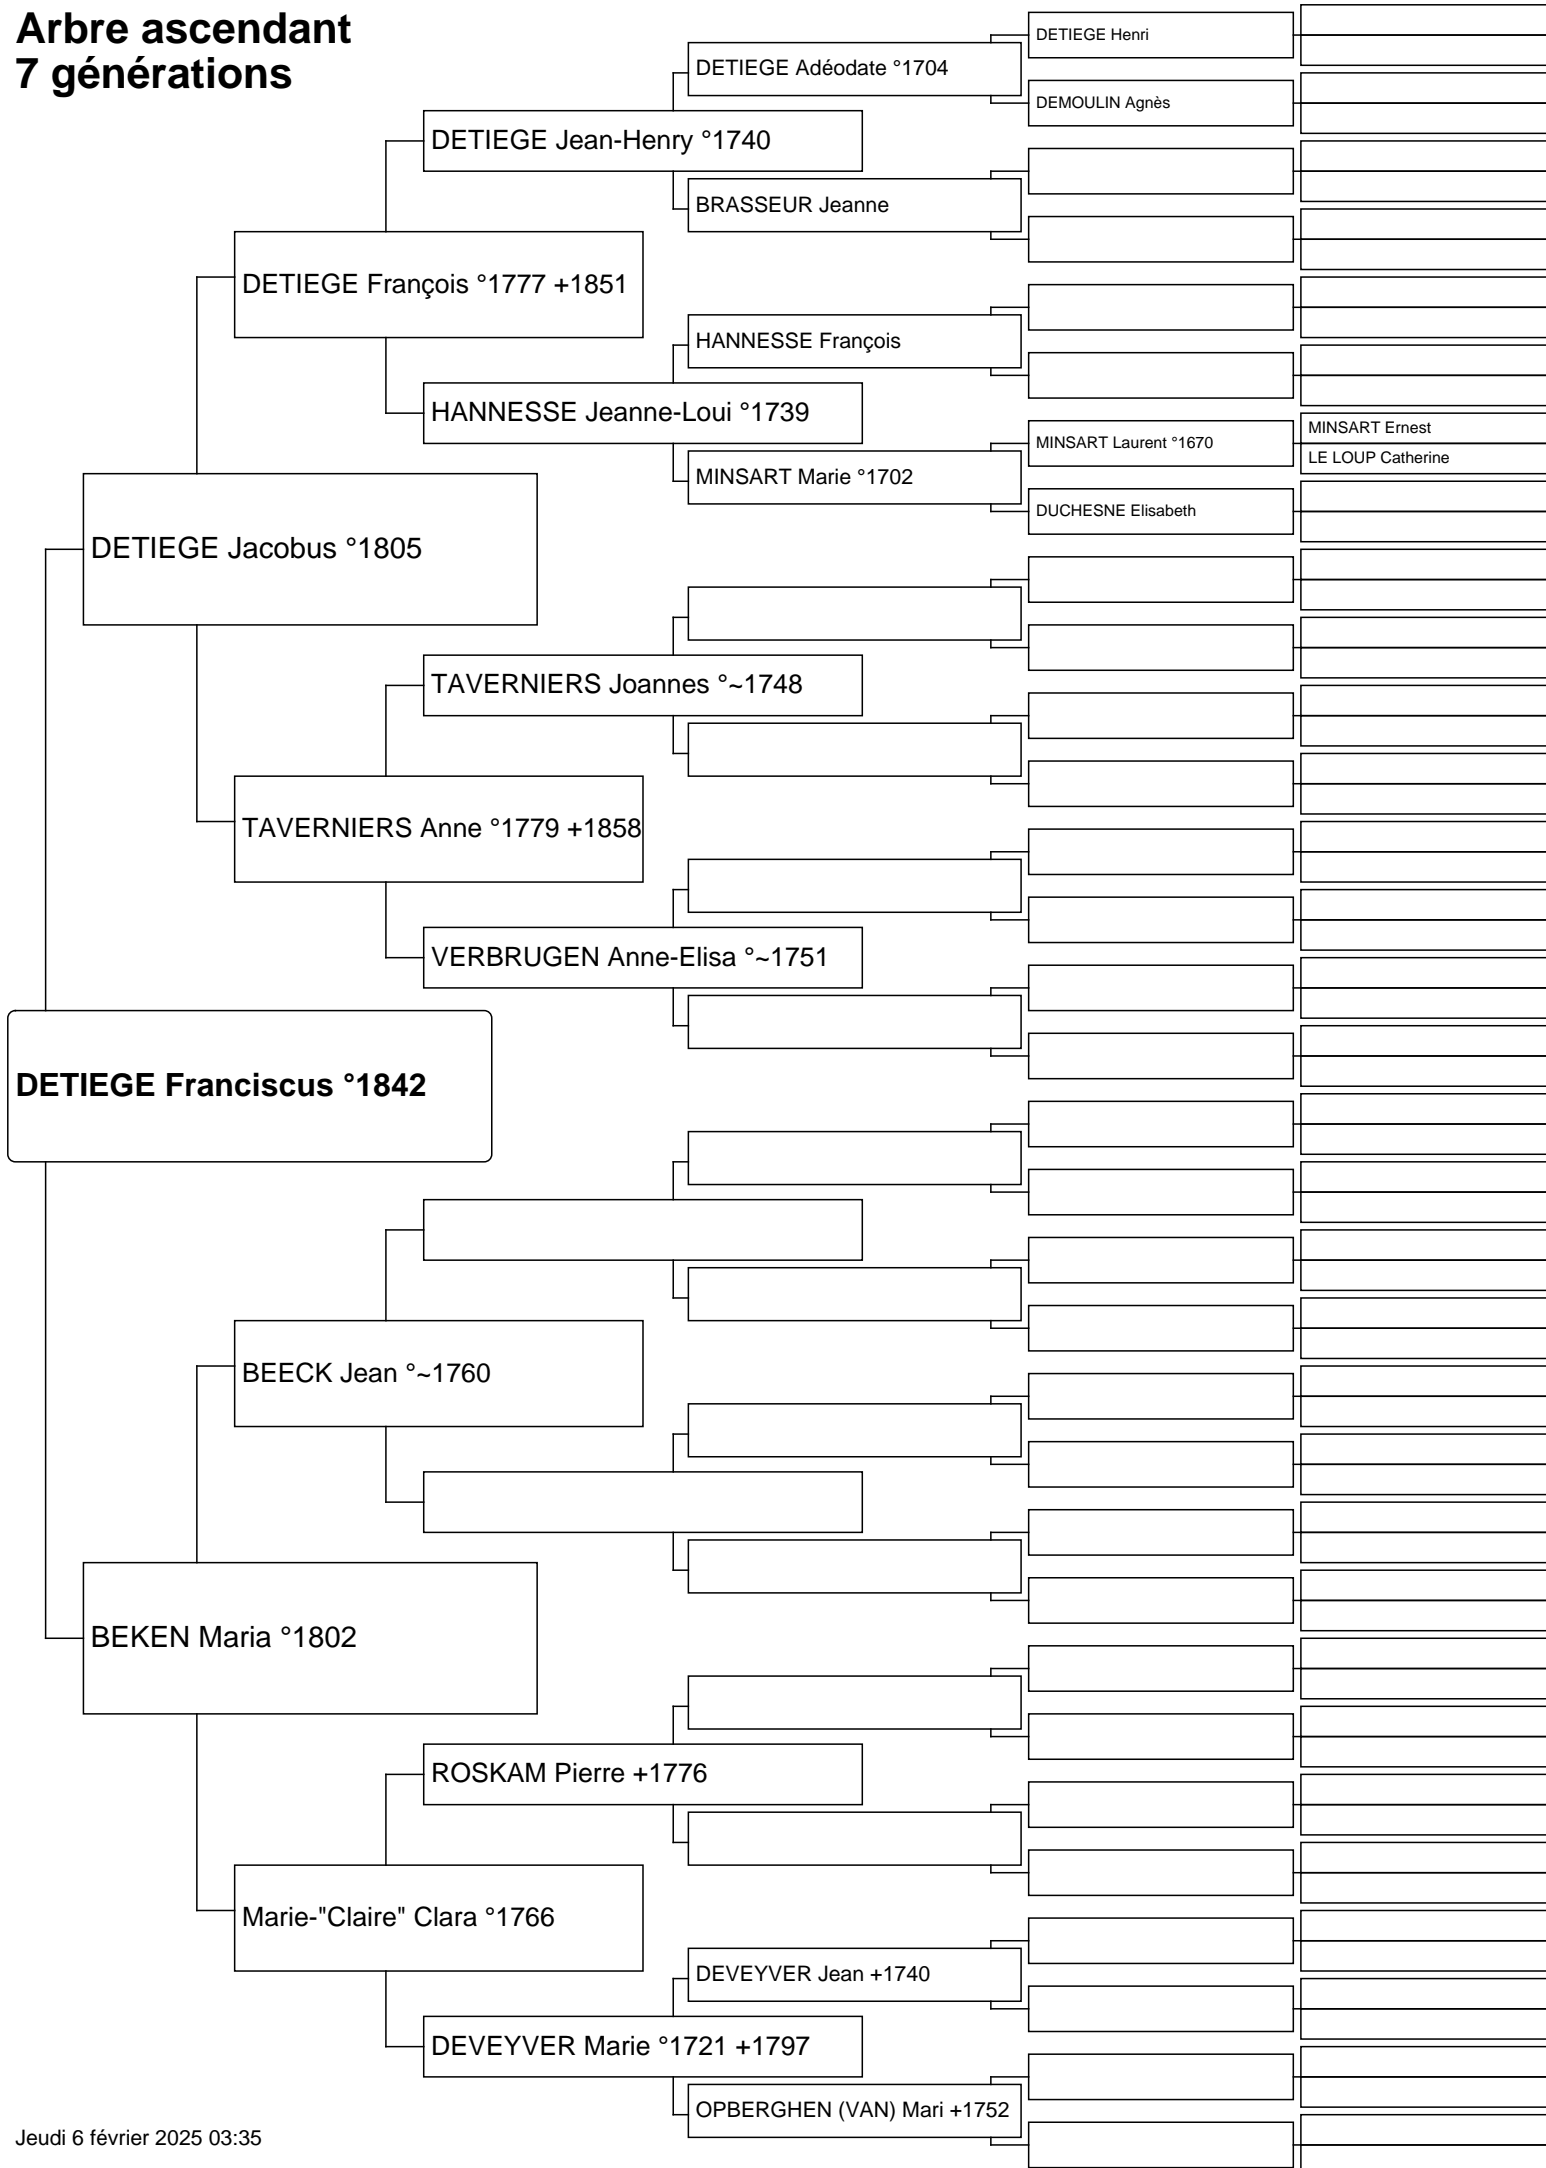 Arbre ascendant
7 générations
DETIEGE Henri
DETIEGE Adéodate °1704
DEMOULIN Agnès
DETIEGE Jean-Henry °1740
BRASSEUR Jeanne
DETIEGE François °1777 +1851
HANNESSE François
HANNESSE Jeanne-Loui °1739
MINSART Ernest
MINSART Laurent °1670
LE LOUP Catherine
MINSART Marie °1702
DUCHESNE Elisabeth
DETIEGE Jacobus °1805
TAVERNIERS Joannes °~1748
TAVERNIERS Anne °1779 +1858
VERBRUGEN Anne-Elisa °~1751
DETIEGE Franciscus °1842
BEECK Jean °~1760
BEKEN Maria °1802
ROSKAM Pierre +1776
Marie-"Claire" Clara °1766
DEVEYVER Jean +1740
DEVEYVER Marie °1721 +1797
OPBERGHEN (VAN) Mari +1752
Jeudi 6 février 2025 03:35